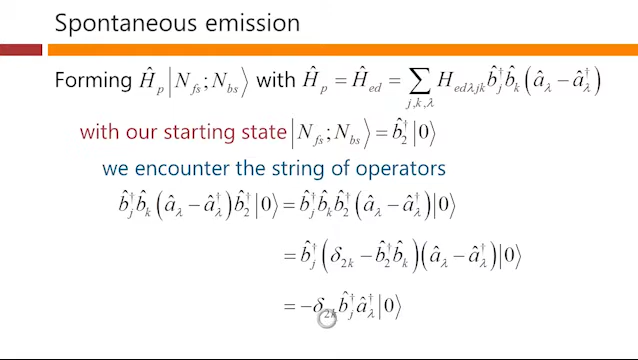 Spontaneous emission
Forming Ĥ_p |N_fs; N_bs⟩ with Ĥ_p = Ĥ_ed = ∑_{j,k,λ} H_{edλjk} b̂_j† b̂_k (â_λ − â_λ†)
with our starting state |N_fs; N_bs⟩ = b̂_2† |0⟩
we encounter the string of operators
b̂_j† b̂_k (â_λ − â_λ†) b̂_2† |0⟩ = b̂_j† b̂_k b̂_2† (â_λ − â_λ†) |0⟩
= b̂_j† (δ_2k − b̂_2† b̂_k) (â_λ − â_λ†) |0⟩
= −δ_2k b̂_j† â_λ† |0⟩